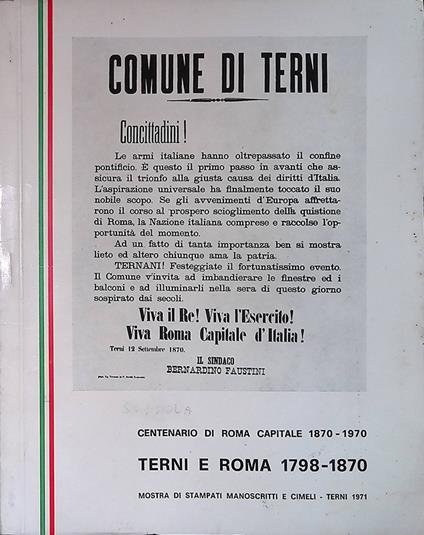 COMUNE DI TERNI
Concittadini!
Le armi italiane hanno oltrepassato il confine
pontificio. È questo il primo passo in avanti che as-
sicura il trionfo alla giusta causa dei diritti d'Italia.
L'aspirazione universale ha finalmente toccato il suo
nobile scopo. Se gli avvenimenti d'Europa affretta-
rono il corso al prospero scioglimento della quistione
di Roma, la Nazione italiana comprese e raccolse l'op-
portunità del momento.
Ad un fatto di tanta importanza ben si mostra
lieto ed altero chiunque ama la patria.
TERNANI! Festeggiate il fortunatissimo evento.
Il Comune v'invita ad imbandierare le finestre ed i
balconi e ad illuminarli nella sera di questo giorno
sospirato dai secoli.
Viva il Re! Viva l'Esercito!
Viva Roma Capitale d'Italia!
Terni 12 Settembre 1870.
IL SINDACO
BERNARDINO FAUSTINI
CENTENARIO DI ROMA CAPITALE 1870-1970
TERNI E ROMA 1798-1870
MOSTRA DI STAMPATI MANOSCRITTI E CIMELI - TERNI 1971